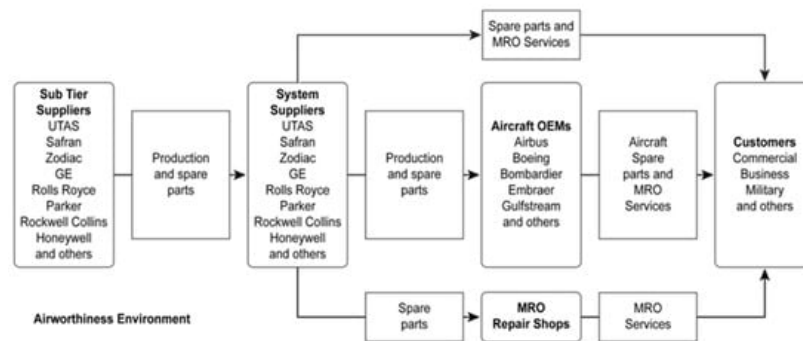 Spare parts and
MRO Services
Sub Tier
Suppliers
UTAS
Safran
Zodiac
GE
Rolls Royce
Parker
Rockwell Collins
Honeywell
and others
Production
and spare
parts
System
Suppliers
UTAS
Safran
Zodiac
GE
Rolls Royce
Parker
Rockwell Collins
Honeywell
and others
Production
and spare
parts
Aircraft OEMs
Airbus
Boeing
Bombardier
Embraer
Gulfstream
and others
Aircraft
Spare
parts and
MRO
Services
Customers
Commercial
Business
Military
and others
Airworthiness Environment
Spare
parts
MRO
Repair Shops
MRO
Services